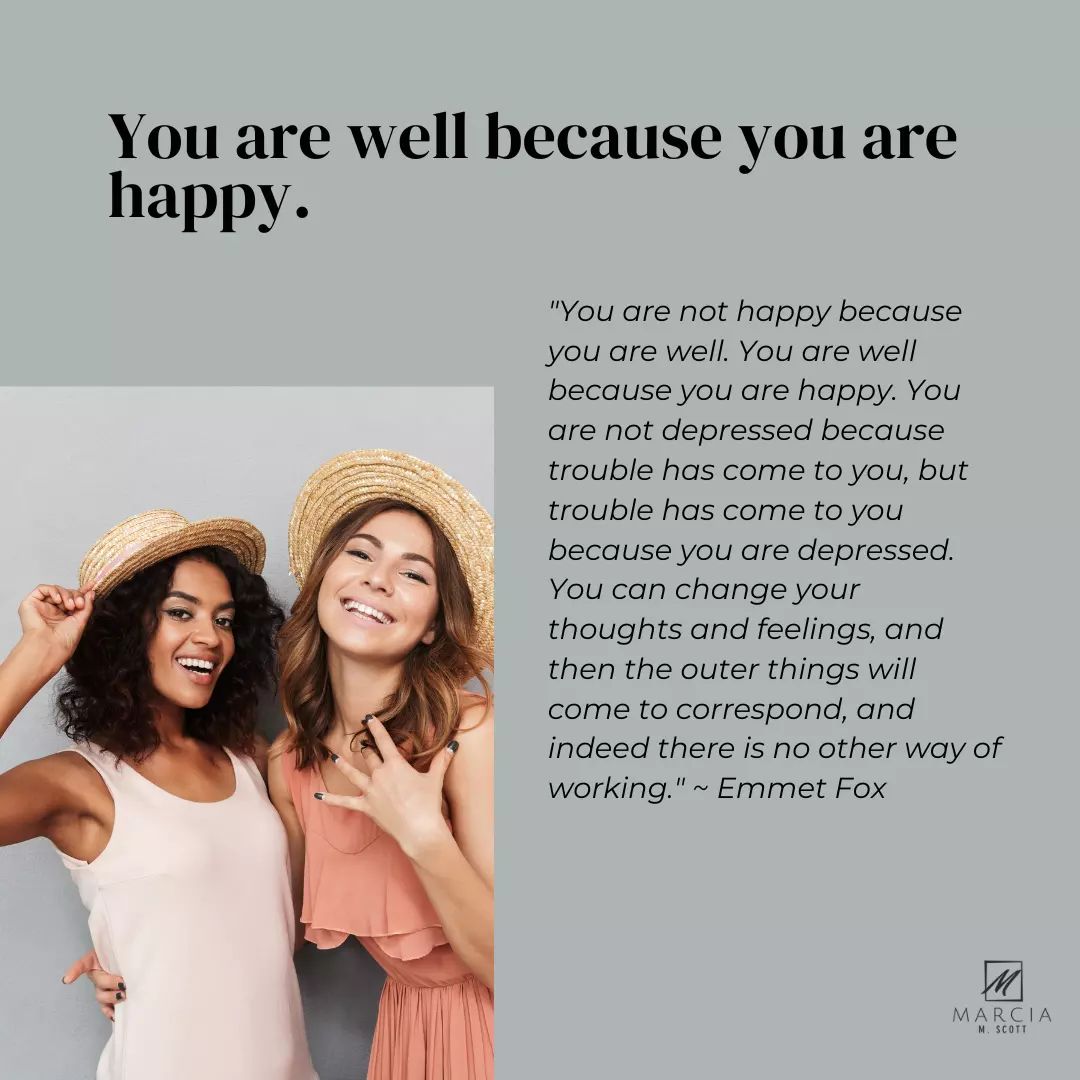 You are well because you are
happy.
"You are not happy because
you are well. You are well
because you are happy. You
are not depressed because
trouble has come to you, but
trouble has come to you
because you are depressed.
You can change your
thoughts and feelings, and
then the outer things will
come to correspond, and
indeed there is no other way of
working." ~ Emmet Fox
MARCIA
M. SCOTT